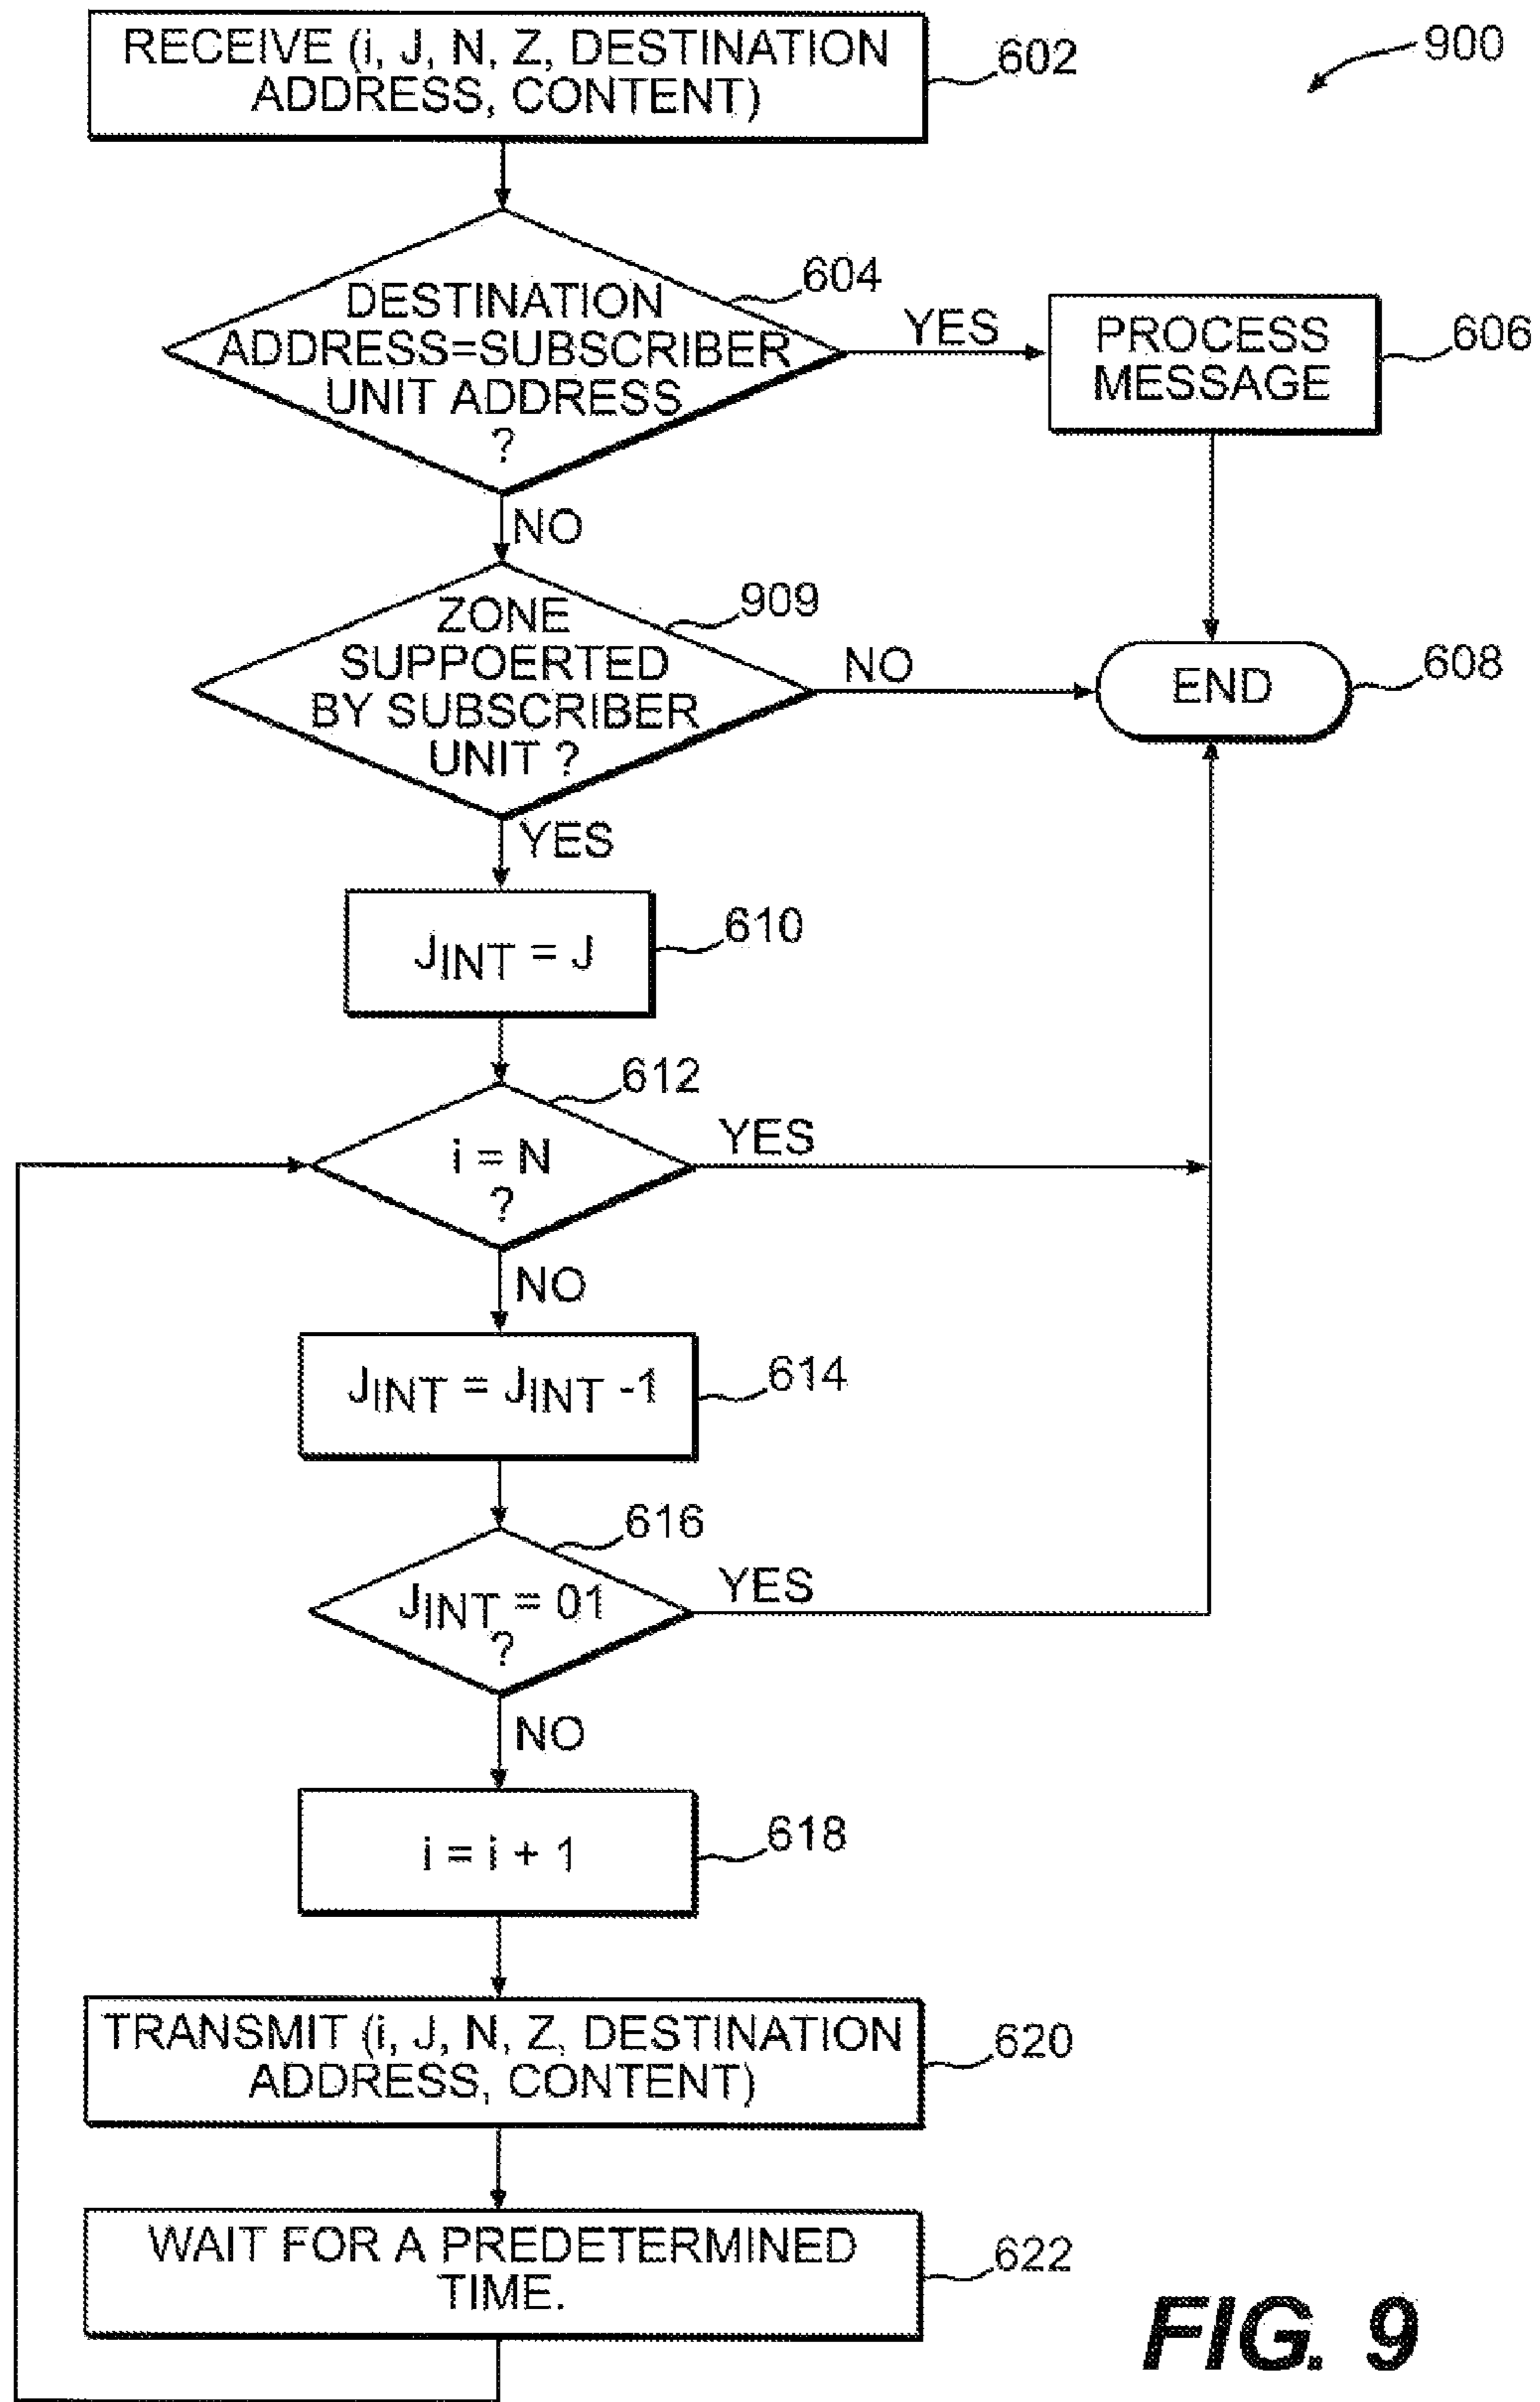 RECEIVE (i, J, N, Z, DESTINATION
ADDRESS, CONTENT)
602
900
DESTINATION
ADDRESS=SUBSCRIBER
UNIT ADDRESS
?
604
YES
PROCESS
MESSAGE
606
NO
ZONE
SUPPOERTED
BY SUBSCRIBER
UNIT ?
909
NO
END
608
YES
JINT = J
610
i = N
?
612
YES
NO
JINT = JINT -1
614
JINT = 01
?
616
YES
NO
i = i + 1
618
TRANSMIT (i, J, N, Z, DESTINATION
ADDRESS, CONTENT)
620
WAIT FOR A PREDETERMINED
TIME.
622
FIG. 9